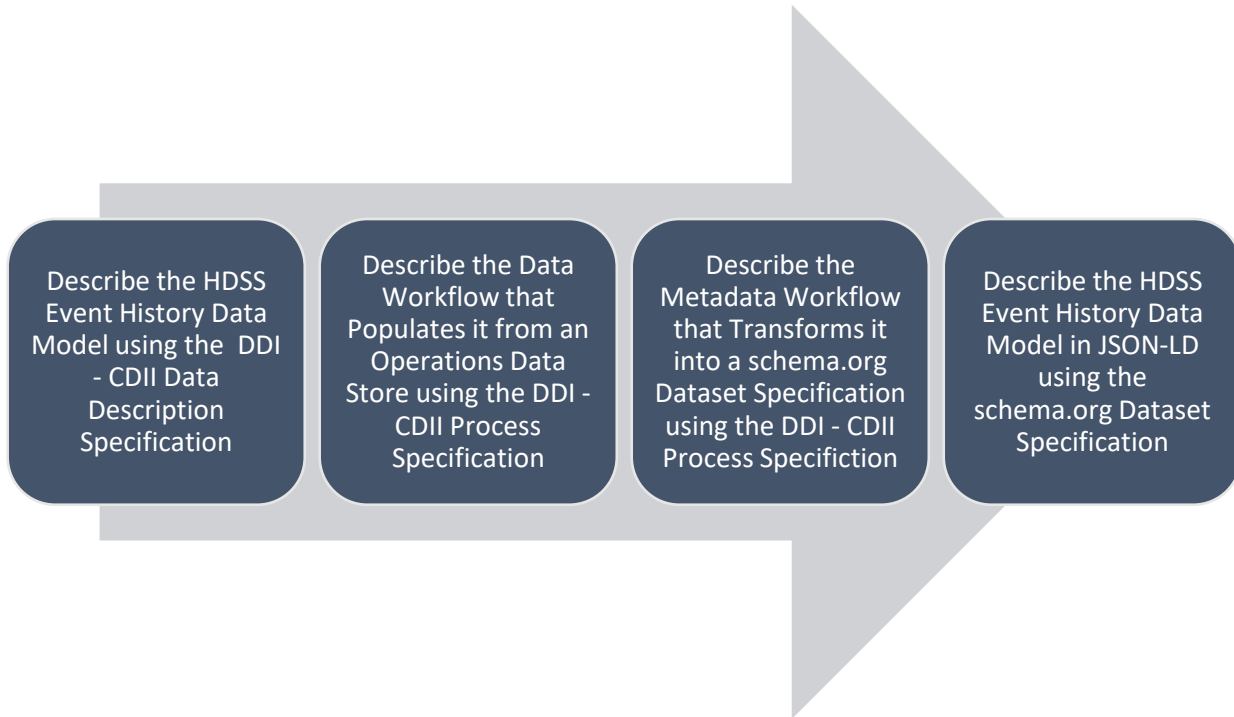 Describe the HDSS
Event History Data
Model using the  DDI
- CDII Data
Description
Specification
Describe the Data
Workflow that
Populates it from an
Operations Data
Store using the DDI -
CDII Process
Specification
Describe the
Metadata Workflow
that Transforms it
into a schema.org
Dataset Specification
using the DDI - CDII
Process Specifiction
Describe the HDSS
Event History Data
Model in JSON-LD
using the
schema.org Dataset
Specification